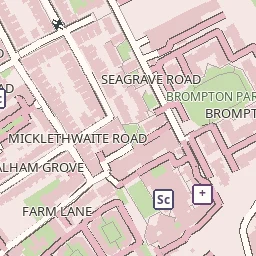 SEAGRAVE ROAD
BROMPTON PAR
BROMPT
MICKLETHWAITE ROAD
ALHAM GROVE
Sc
+
FARM LANE